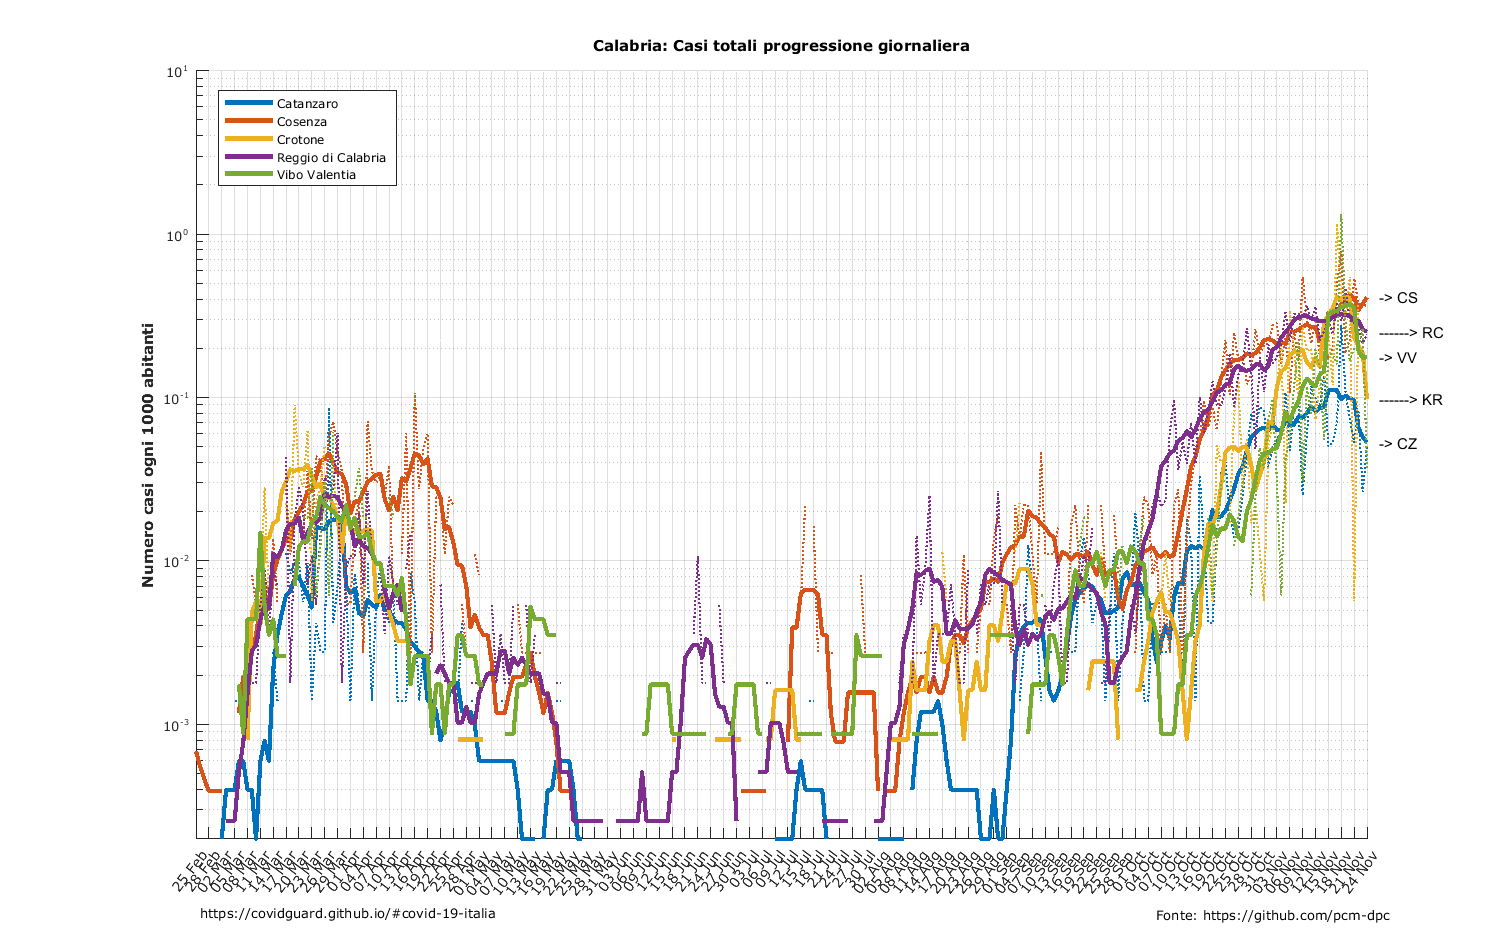 Calabria: Casi totali progressione giornaliera
Numero casi ogni 1000 abitanti
10^1
10^0
10^-1
10^-2
10^-3
Catanzaro
Cosenza
Crotone
Reggio di Calabria
Vibo Valentia
-> CS
------> RC
-> VV
------> KR
-> CZ
25 Feb
28 Feb
02 Mar
05 Mar
08 Mar
11 Mar
14 Mar
17 Mar
20 Mar
23 Mar
26 Mar
29 Mar
01 Apr
04 Apr
07 Apr
10 Apr
13 Apr
16 Apr
19 Apr
22 Apr
25 Apr
28 Apr
01 May
04 May
07 May
10 May
13 May
16 May
19 May
22 May
25 May
28 May
31 May
03 Jun
06 Jun
09 Jun
12 Jun
15 Jun
18 Jun
21 Jun
24 Jun
27 Jun
30 Jun
03 Jul
06 Jul
09 Jul
12 Jul
15 Jul
18 Jul
21 Jul
24 Jul
27 Jul
30 Jul
02 Aug
05 Aug
08 Aug
11 Aug
14 Aug
17 Aug
20 Aug
23 Aug
26 Aug
29 Aug
01 Sep
04 Sep
07 Sep
10 Sep
13 Sep
16 Sep
19 Sep
22 Sep
25 Sep
28 Sep
01 Oct
04 Oct
07 Oct
10 Oct
13 Oct
16 Oct
19 Oct
22 Oct
25 Oct
28 Oct
31 Oct
03 Nov
06 Nov
09 Nov
12 Nov
15 Nov
18 Nov
21 Nov
24 Nov
https://covidguard.github.io/#covid-19-italia
Fonte: https://github.com/pcm-dpc